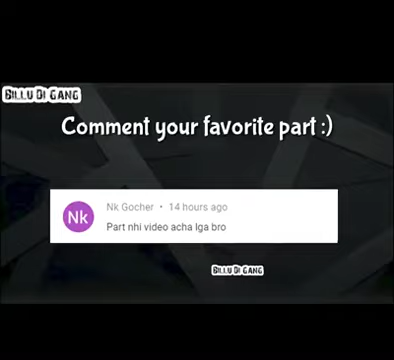 Billu Di Gang
Comment your favorite part :)
Nk
Nk Gocher • 14 hours ago
Part nhi video acha lga bro
Billu Di Gang